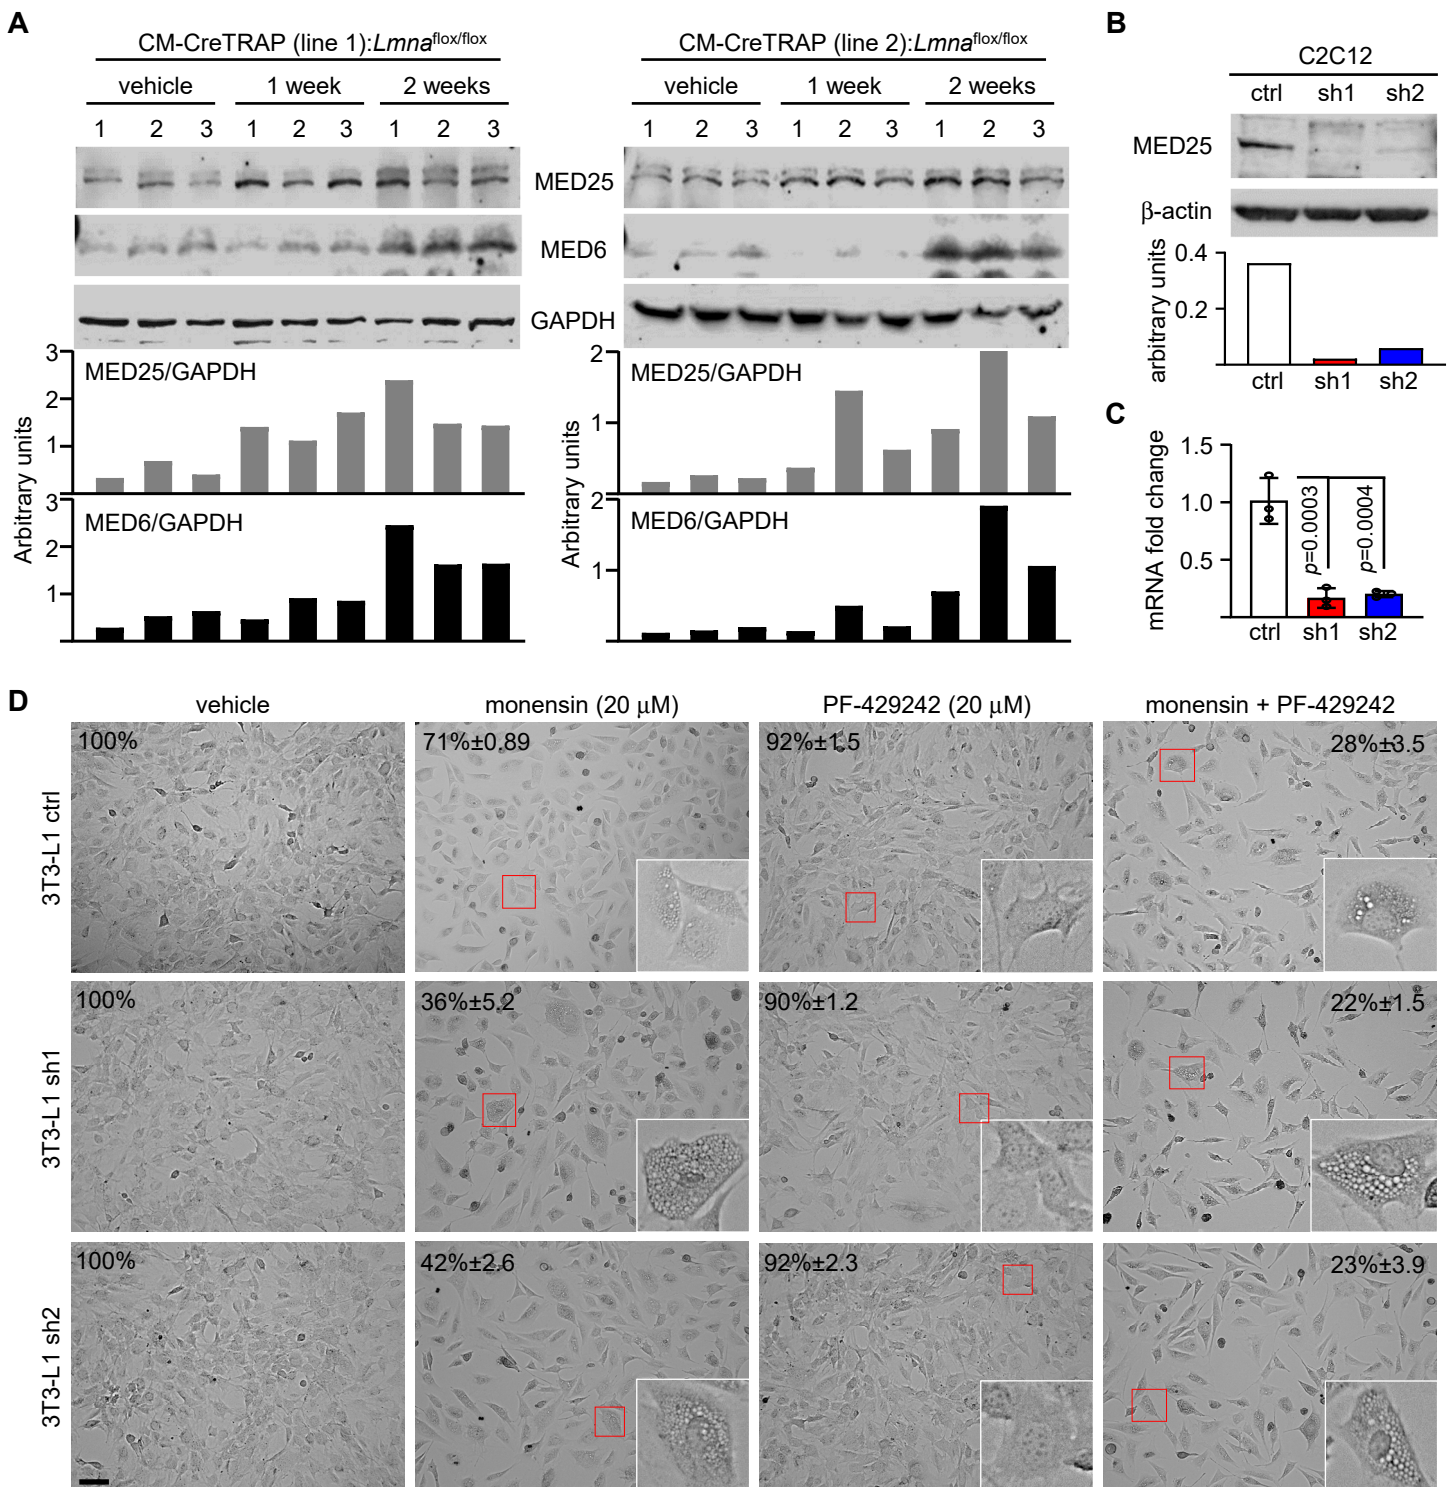 A
CM-CreTRAP (line 1):Lmna^flox/flox
vehicle 1 week 2 weeks
1 2 3 1 2 3 1 2 3
CM-CreTRAP (line 2):Lmna^flox/flox
vehicle 1 week 2 weeks
1 2 3 1 2 3 1 2 3
MED25
MED6
GAPDH
Arbitrary units
3
2
1
MED25/GAPDH
3
2
1
MED6/GAPDH
Arbitrary units
2
1
MED25/GAPDH
2
1
MED6/GAPDH
B
C2C12
ctrl sh1 sh2
MED25
β-actin
arbitrary units
0.4
0.2
ctrl sh1 sh2
C
mRNA fold change
1.5
1.0
0.5
p=0.0003
p=0.0004
ctrl sh1 sh2
D
vehicle monensin (20 μM) PF-429242 (20 μM) monensin + PF-429242
3T3-L1 ctrl
100% 71%±0.89 92%±1.5 28%±3.5
3T3-L1 sh1
100% 36%±5.2 90%±1.2 22%±1.5
3T3-L1 sh2
100% 42%±2.6 92%±2.3 23%±3.9